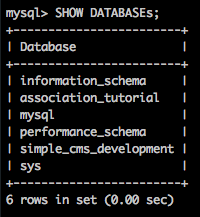 mysql> SHOW DATABASEs;
+--------------------+
| Database           |
+--------------------+
| information_schema |
| association_tutorial |
| mysql              |
| performance_schema |
| simple_cms_development |
| sys                |
+--------------------+
6 rows in set (0.00 sec)